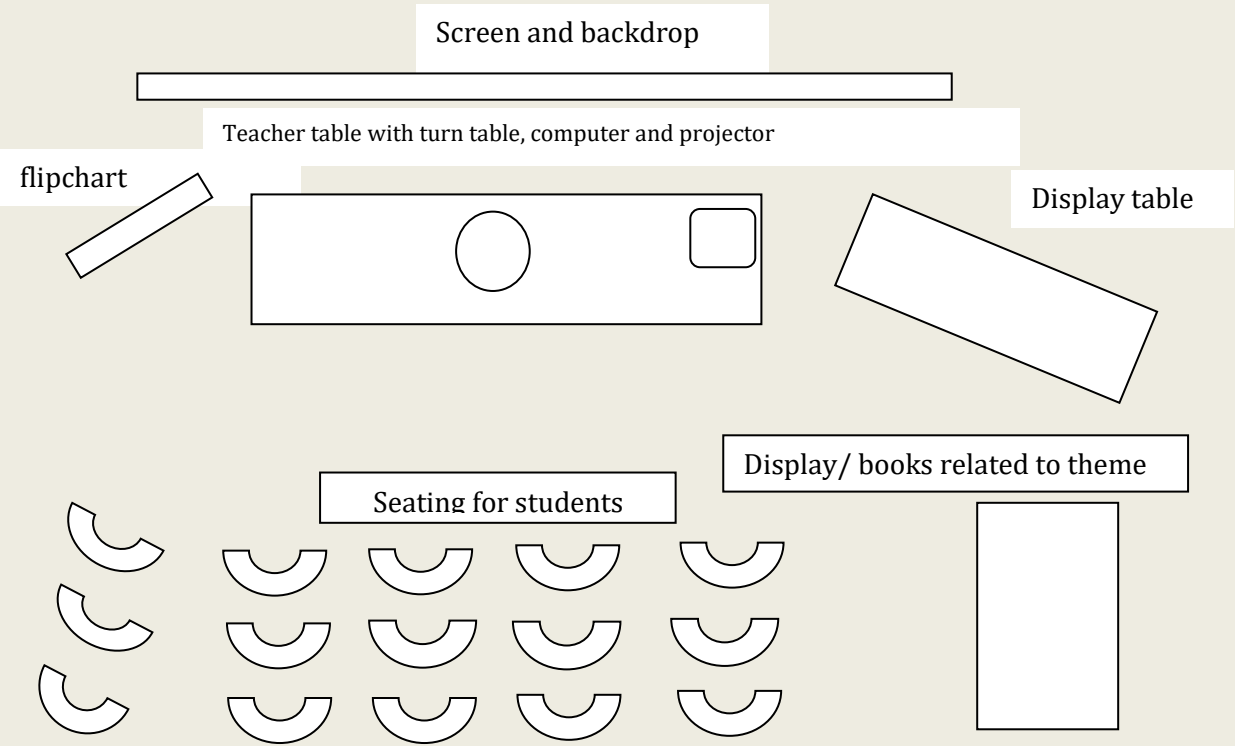 Screen and backdrop
Teacher table with turn table, computer and projector
flipchart
Display table
Display/ books related to theme
Seating for students